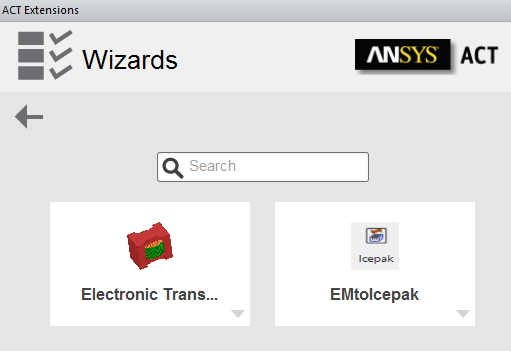 ACT Extensions
Wizards
ANSYS ACT
Search
Icepak
Electronic Trans...
EMtoIcepak